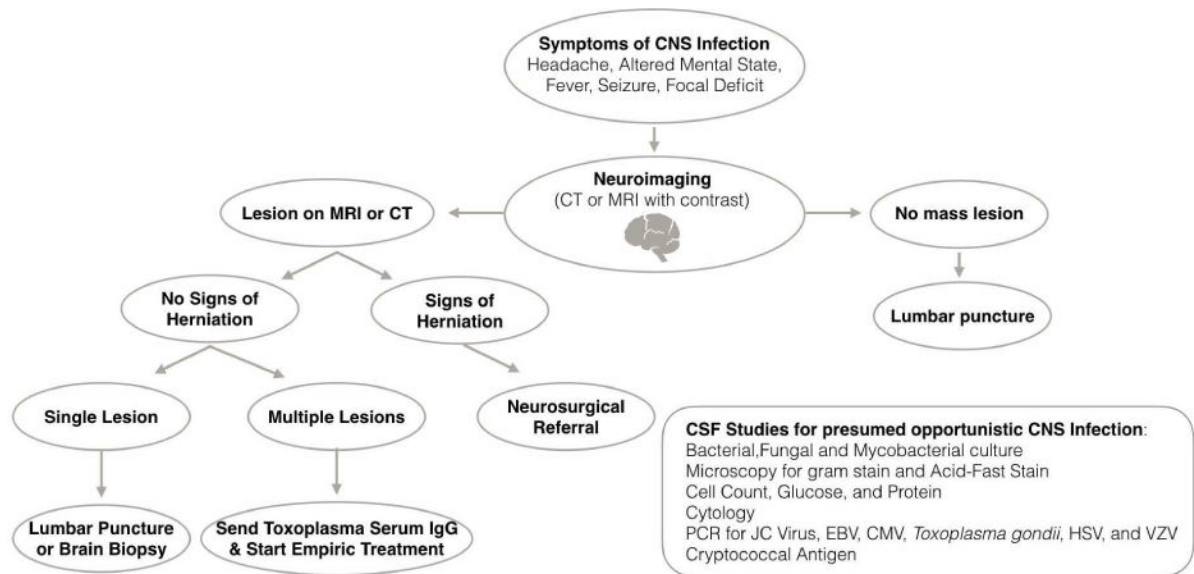 Symptoms of CNS Infection
Headache, Altered Mental State,
Fever, Seizure, Focal Deficit
Neuroimaging
(CT or MRI with contrast)
Lesion on MRI or CT
No mass lesion
No Signs of
Herniation
Signs of
Herniation
Lumbar puncture
Single Lesion
Multiple Lesions
Neurosurgical
Referral
Lumbar Puncture
or Brain Biopsy
Send Toxoplasma Serum IgG
& Start Empiric Treatment
CSF Studies for presumed opportunistic CNS Infection:
Bacterial,Fungal and Mycobacterial culture
Microscopy for gram stain and Acid-Fast Stain
Cell Count, Glucose, and Protein
Cytology
PCR for JC Virus, EBV, CMV, Toxoplasma gondii, HSV, and VZV
Cryptococcal Antigen